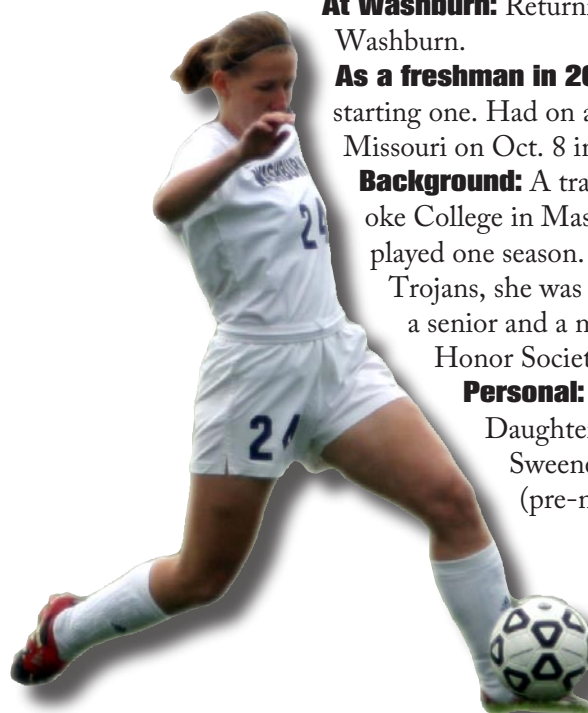 At Washburn: Returni
Washburn.
As a freshman in 20
starting one. Had on a
Missouri on Oct. 8 in
Background: A tra
oke College in Mas
played one season.
Trojans, she was
a senior and a m
Honor Societ
Personal:
Daughte
Sweene
(pre-m
WASHBURN
24
24